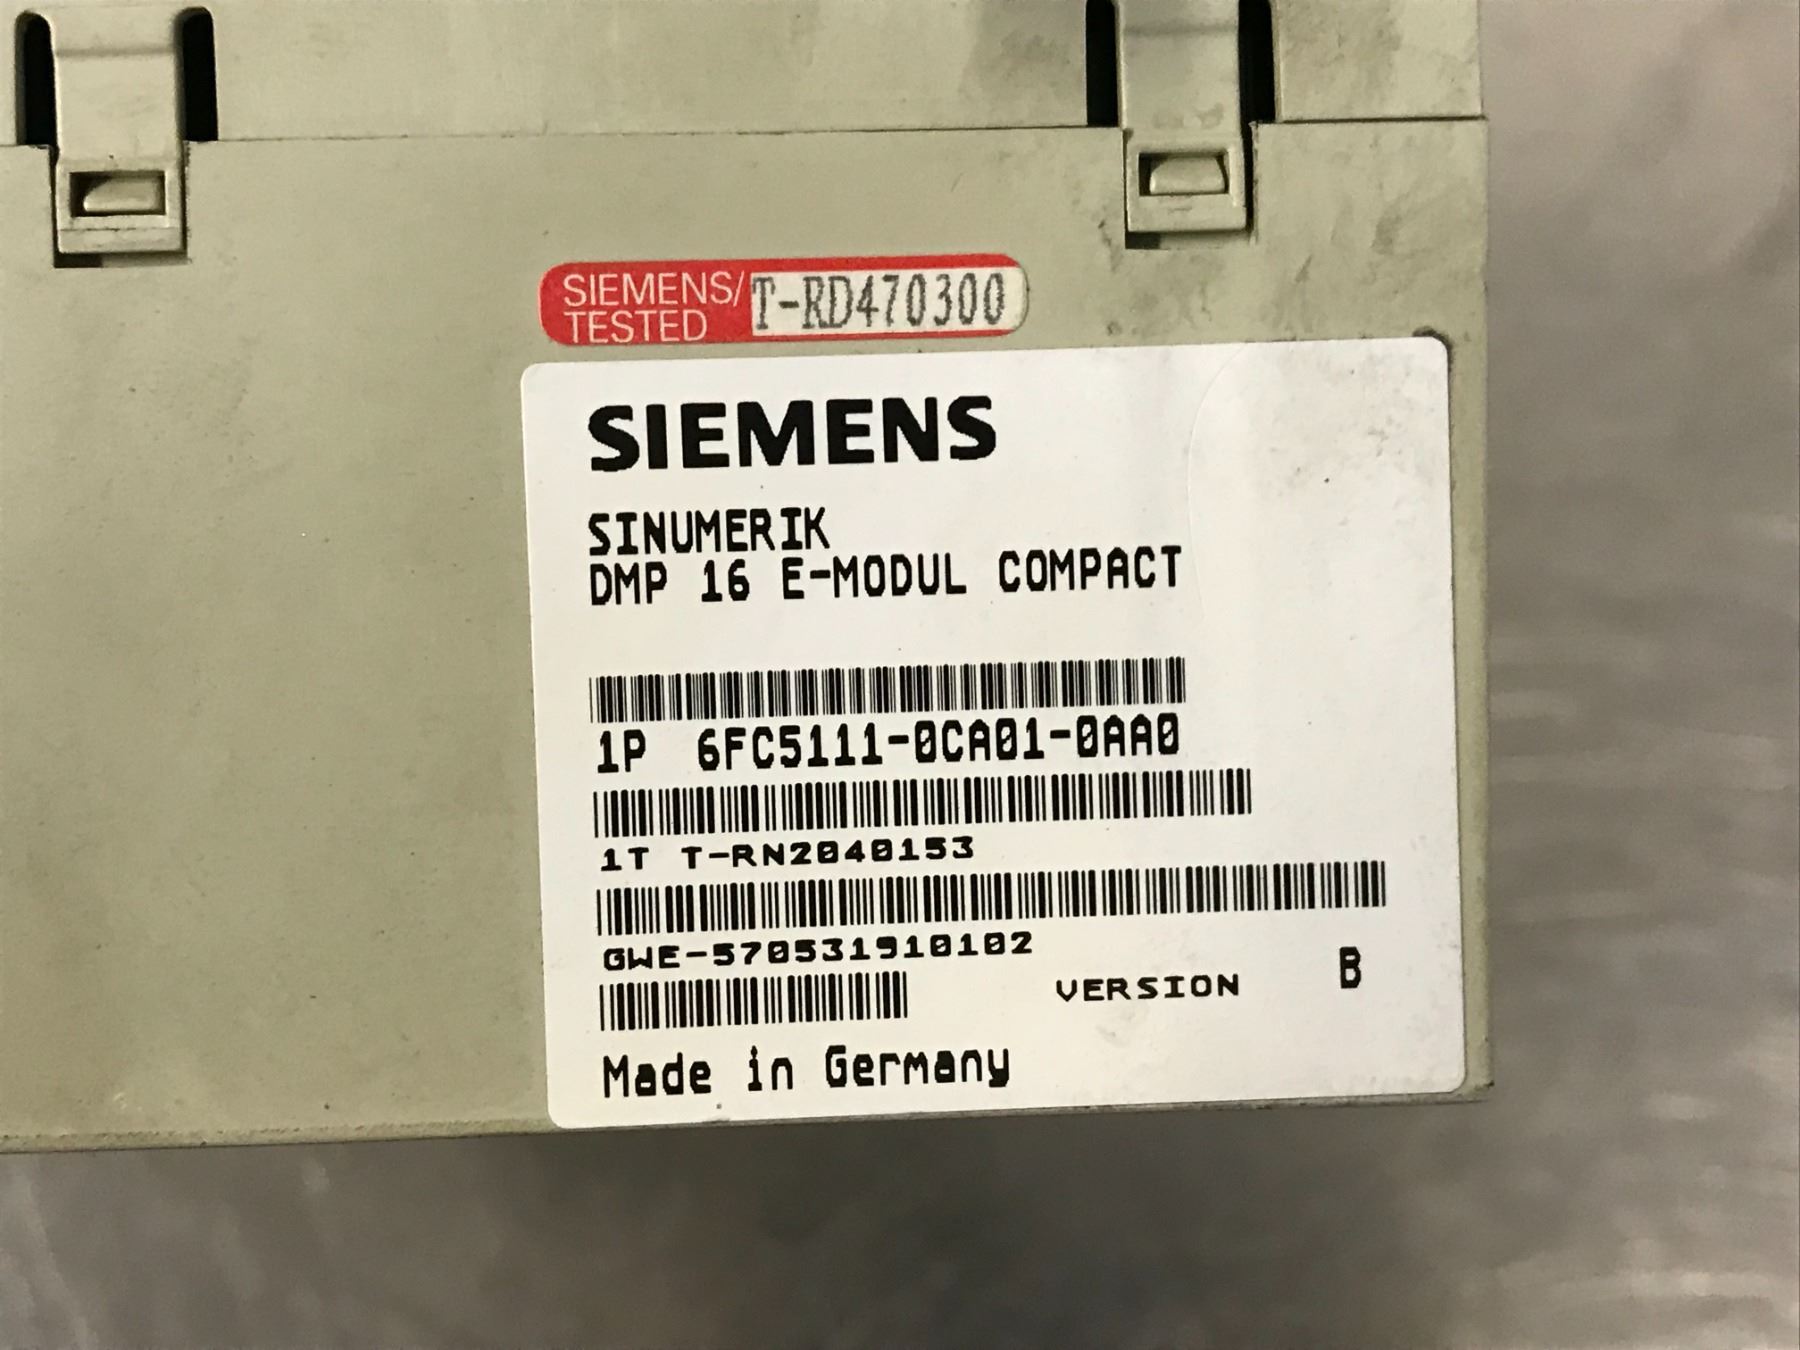 SIEMENS/
TESTED T-RD470300
SIEMENS
SINUMERIK
DMP 16 E-MODUL COMPACT
1P 6FC5111-0CA01-0AA0
1T T-RN2040153
GWE-570531910102
VERSION B
Made in Germany